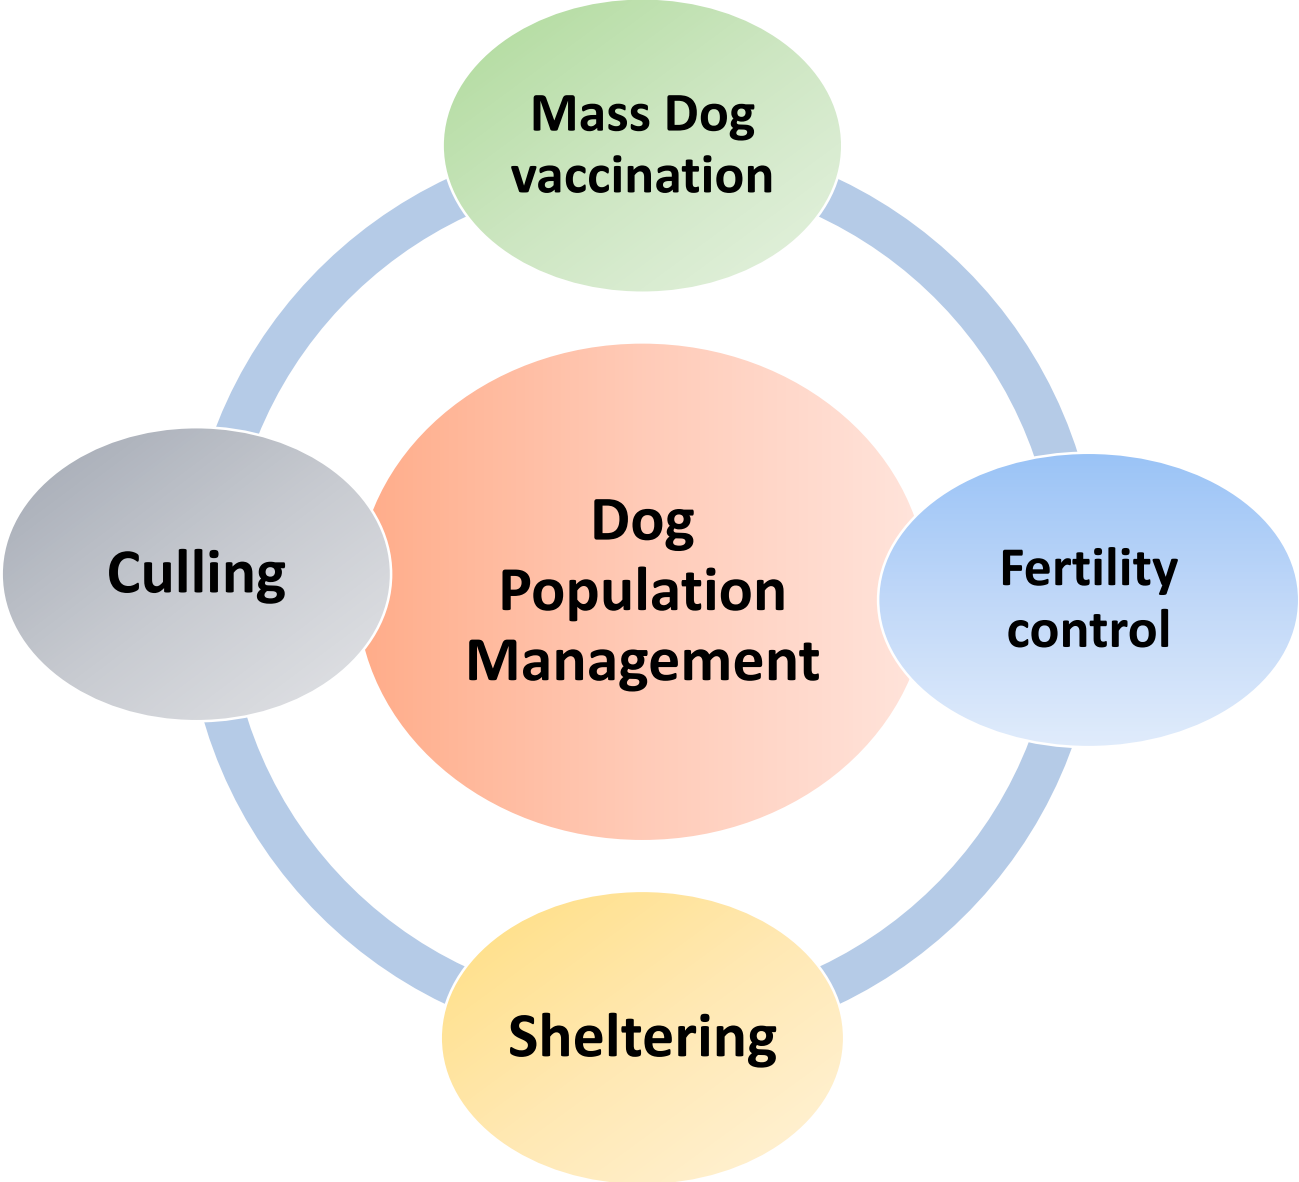 Mass Dog
vaccination
Culling
Dog
Population
Management
Fertility
control
Sheltering